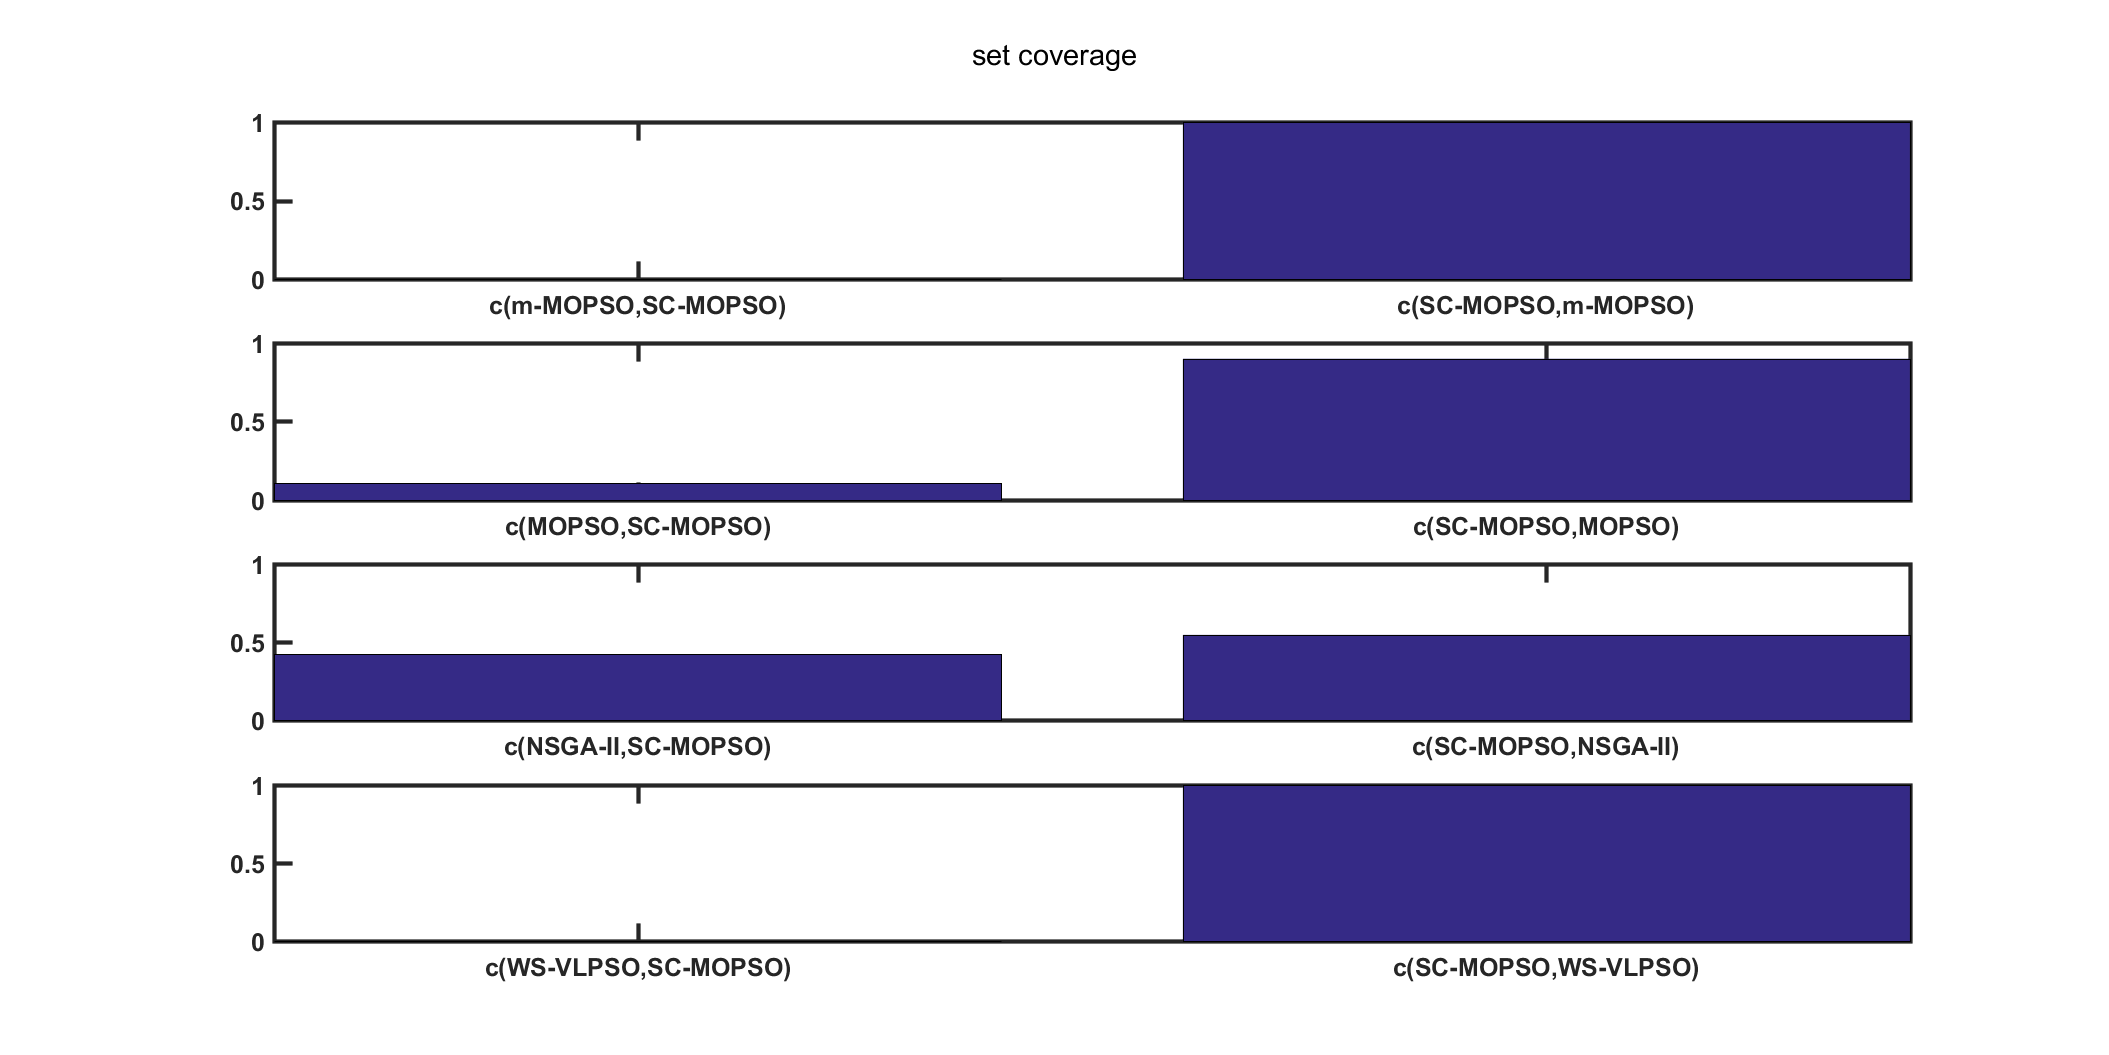 set coverage
1
0.5
0
c(m-MOPSO,SC-MOPSO) c(SC-MOPSO,m-MOPSO)
1
0.5
0
c(MOPSO,SC-MOPSO) c(SC-MOPSO,MOPSO)
1
0.5
0
c(NSGA-II,SC-MOPSO) c(SC-MOPSO,NSGA-II)
1
0.5
0
c(WS-VLPSO,SC-MOPSO) c(SC-MOPSO,WS-VLPSO)